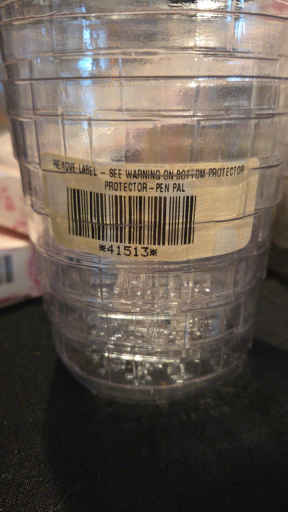 REMOVE LABEL - SEE WARNING ON BOTTOM PROTECTOR
PROTECTOR - PEN PAL
*41513*